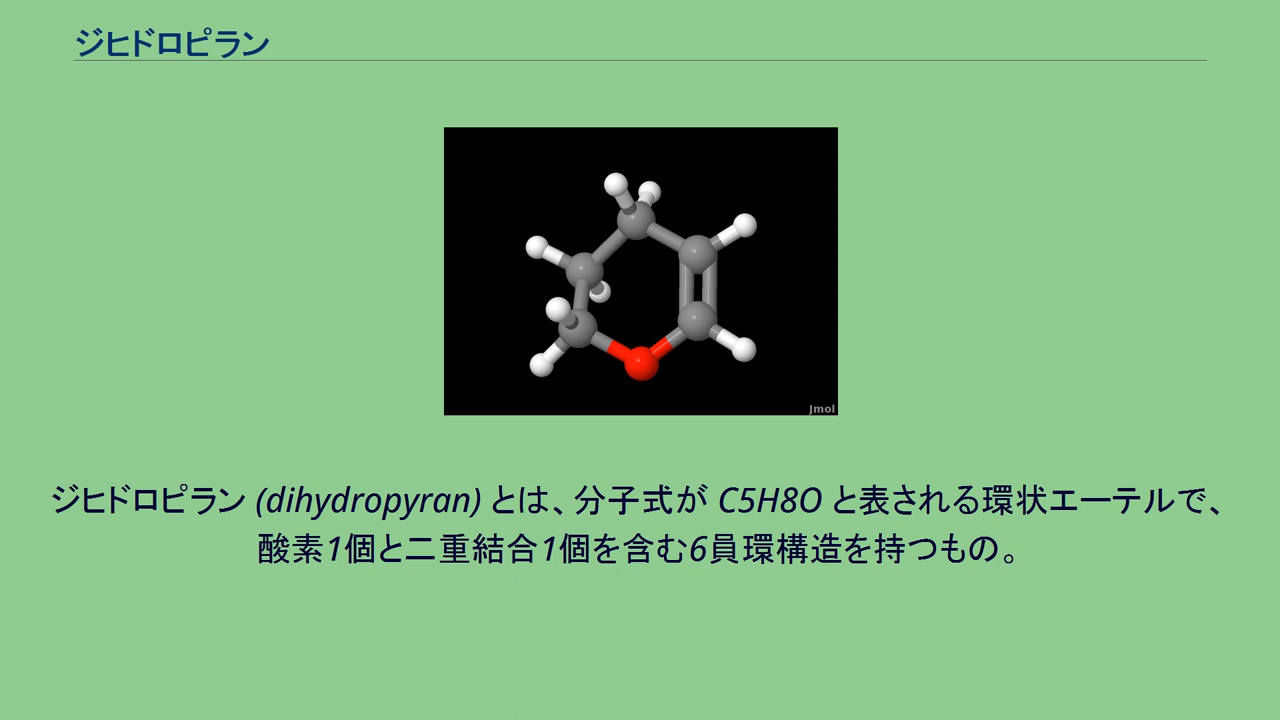 ジヒドロピラン
Jmol
ジヒドロピラン (dihydropyran) とは、分子式が C5H8O と表される環状エーテルで、
酸素1個と二重結合1個を含む6員環構造を持つもの。